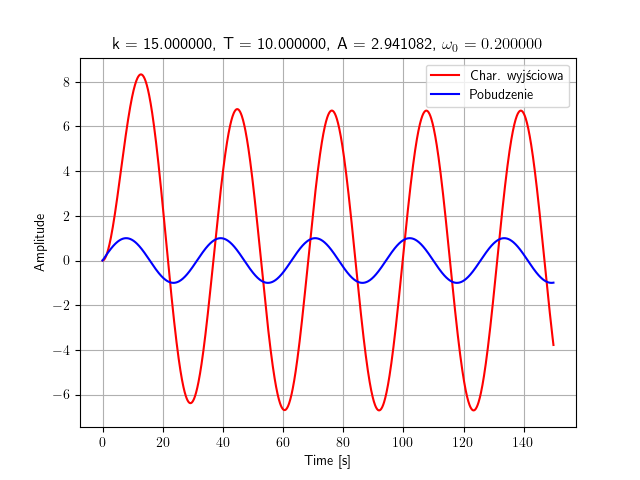 k = 15.000000, T = 10.000000, A = 2.941082, ω₀ = 0.200000
Char. wyjściowa
Pobudzenie
8
6
4
2
0
−2
−4
−6
Amplitude
0 20 40 60 80 100 120 140
Time [s]